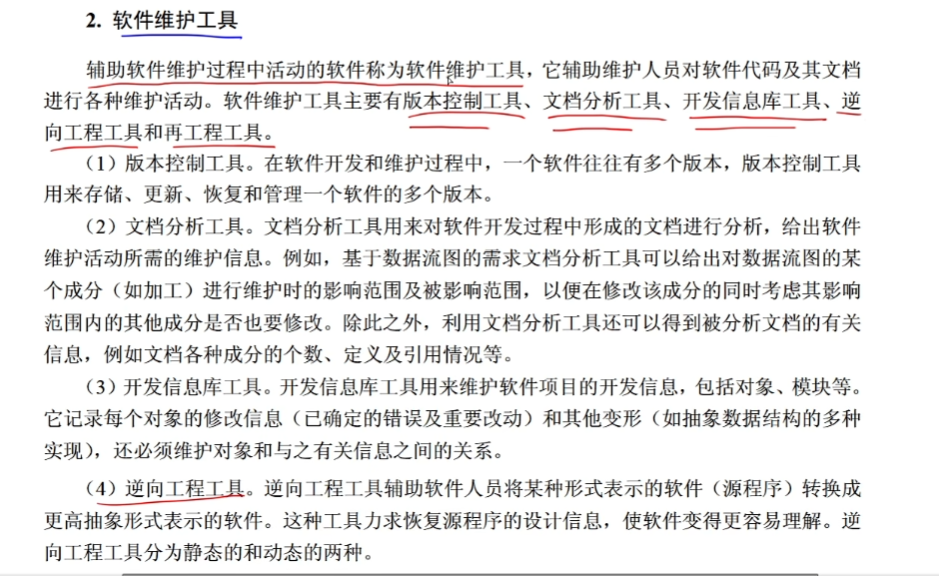 2. 软件维护工具
辅助软件维护过程中活动的软件称为软件维护工具，它辅助维护人员对软件代码及其文档
进行各种维护活动。软件维护工具主要有版本控制工具、文档分析工具、开发信息库工具、逆
向工程工具和再工程工具。
（1）版本控制工具。在软件开发和维护过程中，一个软件往往有多个版本，版本控制工具
用来存储、更新、恢复和管理一个软件的多个版本。
（2）文档分析工具。文档分析工具用来对软件开发过程中形成的文档进行分析，给出软件
维护活动所需的维护信息。例如，基于数据流图的需求文档分析工具可以给出对数据流图的某
个成分（如加工）进行维护时的影响范围及被影响范围，以便在修改该成分的同时考虑其影响
范围内的其他成分是否也要修改。除此之外，利用文档分析工具还可以得到被分析文档的有关
信息，例如文档各种成分的个数、定义及引用情况等。
（3）开发信息库工具。开发信息库工具用来维护软件项目的开发信息，包括对象、模块等。
它记录每个对象的修改信息（已确定的错误及重要改动）和其他变形（如抽象数据结构的多种
实现），还必须维护对象和与之有关信息之间的关系。
（4）逆向工程工具。逆向工程工具辅助软件人员将某种形式表示的软件（源程序）转换成
更高抽象形式表示的软件。这种工具力求恢复源程序的设计信息，使软件变得更容易理解。逆
向工程工具分为静态的和动态的两种。